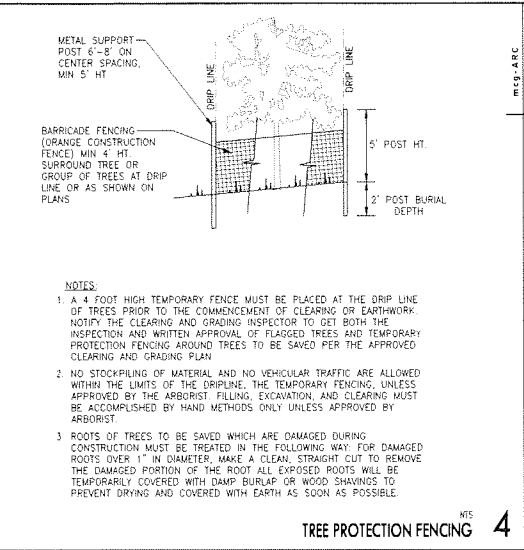 METAL SUPPORT
POST 6'-8' ON
CENTER SPACING,
MIN 5' HT
DRIP LINE
DRIP LINE
mcg-ARC
BARRICADE FENCING
(ORANGE CONSTRUCTION
FENCE) MIN 4' HT.
SURROUND TREE OR
GROUP OF TREES AT DRIP
LINE OR AS SHOWN ON
PLANS
5' POST HT.
2' POST BURIAL
DEPTH
NOTES:
1. A 4 FOOT HIGH TEMPORARY FENCE MUST BE PLACED AT THE DRIP LINE
OF TREES PRIOR TO THE COMMENCEMENT OF CLEARING OR EARTHWORK.
NOTIFY THE CLEARING AND GRADING INSPECTOR TO GET BOTH THE
INSPECTION AND WRITTEN APPROVAL OF FLAGGED TREES AND TEMPORARY
PROTECTION FENCING AROUND TREES TO BE SAVED PER THE APPROVED
CLEARING AND GRADING PLAN
2. NO STOCKPILING OF MATERIAL AND NO VEHICULAR TRAFFIC ARE ALLOWED
WITHIN THE LIMITS OF THE DRIPLINE, THE TEMPORARY FENCING, UNLESS
APPROVED BY THE ARBORIST. FILLING, EXCAVATION, AND CLEARING MUST
BE ACCOMPLISHED BY HAND METHODS ONLY UNLESS APPROVED BY
ARBORIST.
3 ROOTS OF TREES TO BE SAVED WHICH ARE DAMAGED DURING
CONSTRUCTION MUST BE TREATED IN THE FOLLOWING WAY: FOR DAMAGED
ROOTS OVER 1" IN DIAMETER, MAKE A CLEAN, STRAIGHT CUT TO REMOVE
THE DAMAGED PORTION OF THE ROOT ALL EXPOSED ROOTS WILL BE
TEMPORARILY COVERED WITH DAMP BURLAP OR WOOD SHAVINGS TO
PREVENT DRYING AND COVERED WITH EARTH AS SOON AS POSSIBLE.
NTS
TREE PROTECTION FENCING 4